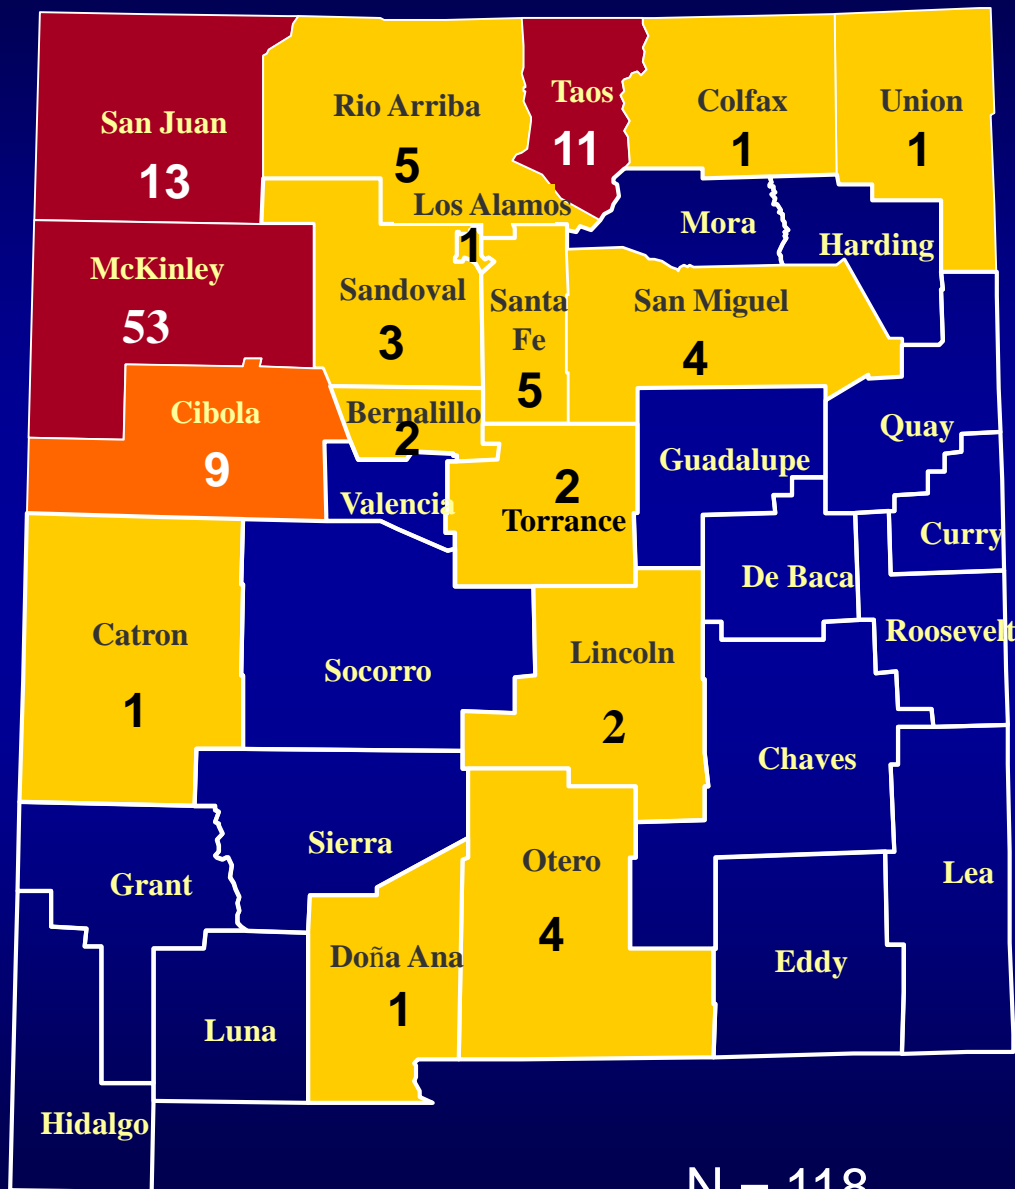 San Juan
13
Rio Arriba
5
Taos
11
Colfax
1
Union
1
Los Alamos
1
Mora
Harding
McKinley
53
Sandoval
3
Santa
Fe
5
San Miguel
4
Cibola
9
Bernalillo
2
Valencia
2
Torrance
Guadalupe
Quay
Curry
De Baca
Roosevelt
Catron
1
Socorro
Lincoln
2
Chaves
Sierra
Otero
4
Grant
Lea
Doña Ana
1
Eddy
Luna
Hidalgo
N = 118